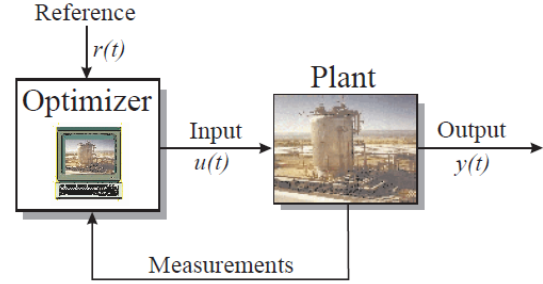 Reference
r(t)
Optimizer
Plant
Input
u(t)
Output
y(t)
Measurements